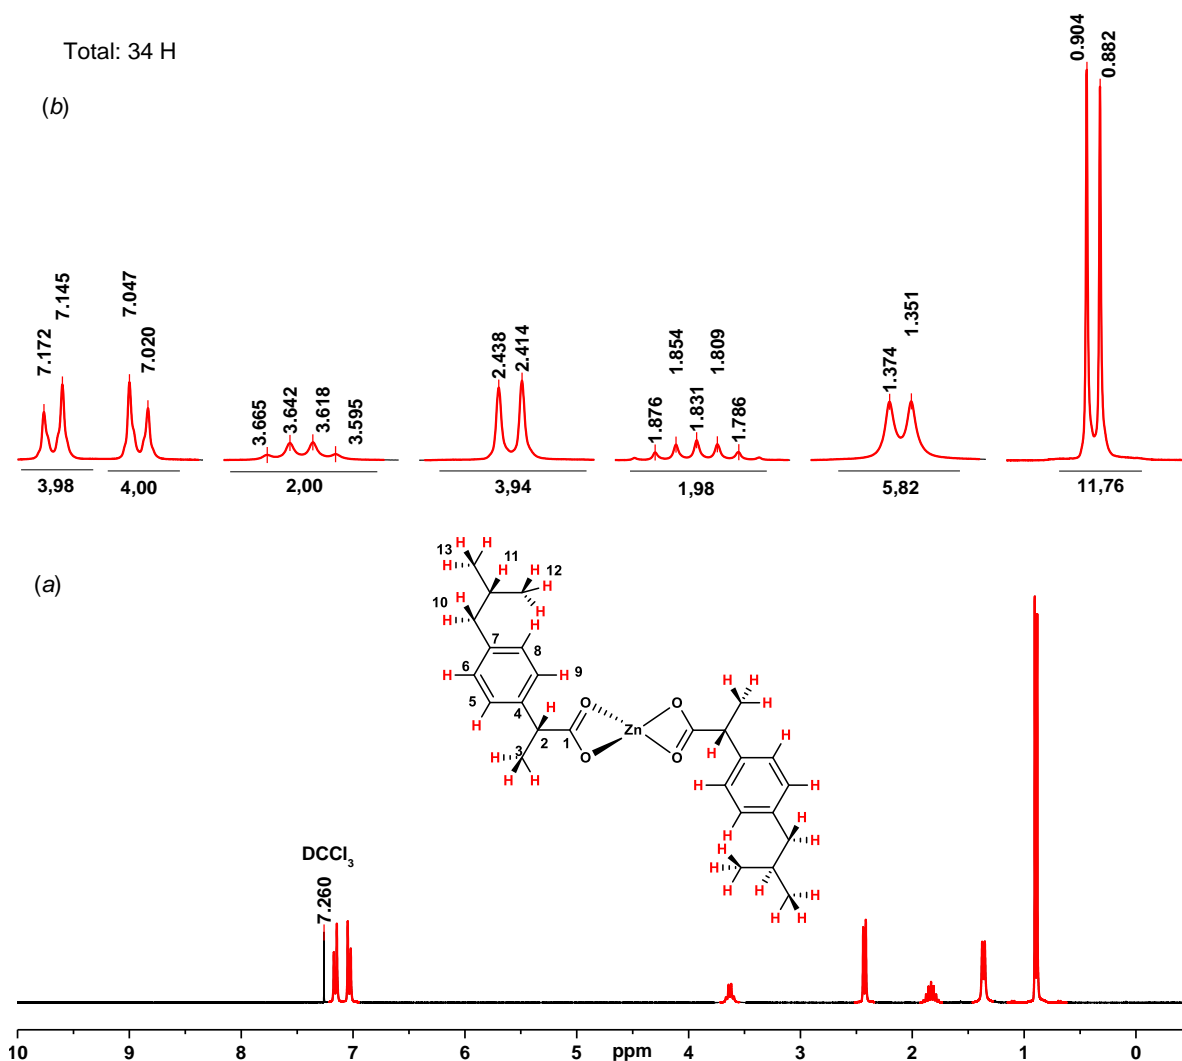 Total: 34 H
(b)
7.172
7.145
7.047
7.020
3.665
3.642
3.618
3.595
2.438
2.414
1.876
1.854
1.831
1.809
1.786
1.374
1.351
0.904
0.882
3,98
4,00
2,00
3,94
1,98
5,82
11,76
(a)
H H
13 H 11 H 12
H H H
H H
10 H
H 7 8
H 6 9 H
5
H 4 H O O H H H
3 2 1 Zn
H O O H H
H H H H
H H
H H
H H
H H H H
H H
DCCl3
7.260
10 9 8 7 6 5 ppm 4 3 2 1 0